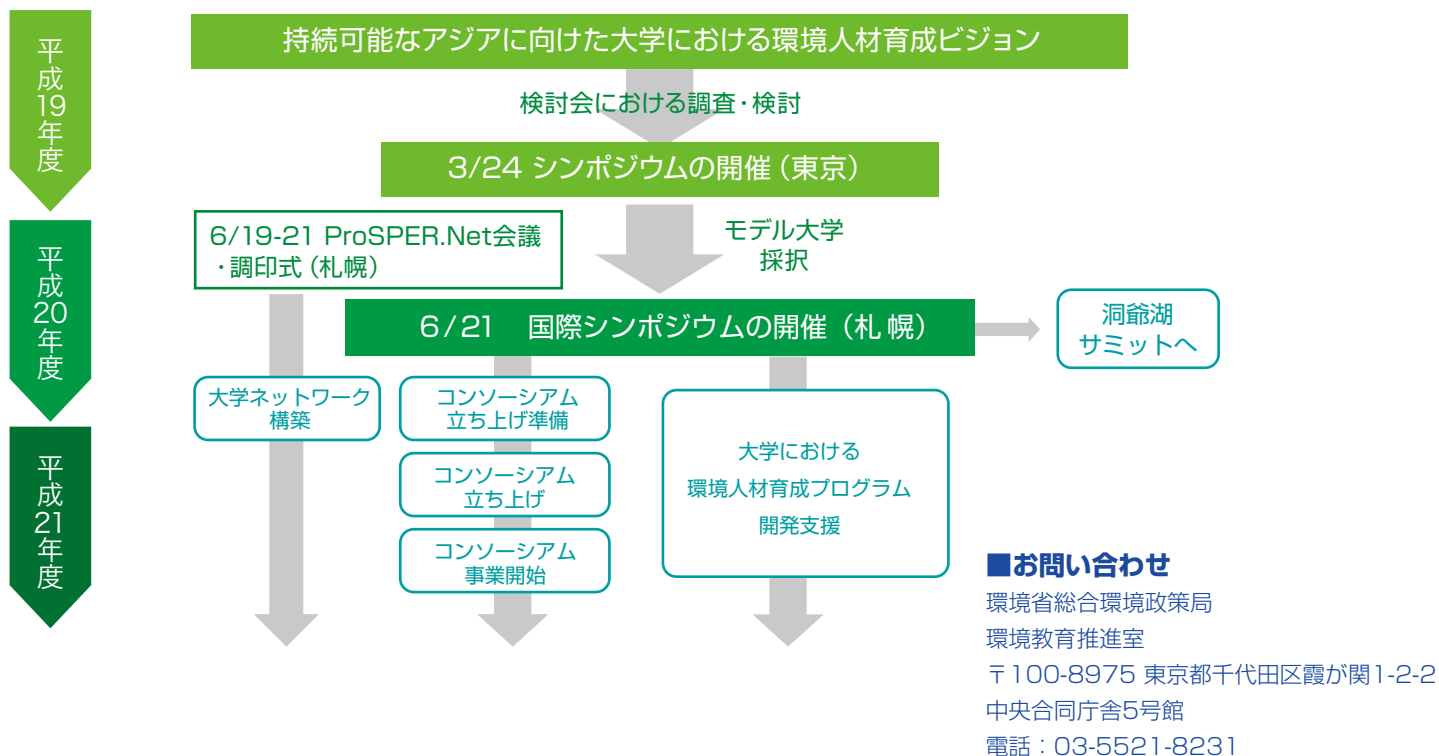 平成19年度
持続可能なアジアに向けた大学における環境人材育成ビジョン
検討会における調査・検討
3/24 シンポジウムの開催(東京)
平成20年度
6/19-21 ProSPER.Net会議
・調印式(札幌)
モデル大学
採択
6/21 国際シンポジウムの開催(札幌)
洞爺湖
サミットへ
大学ネットワーク
構築
コンソーシアム
立ち上げ準備
平成21年度
コンソーシアム
立ち上げ
コンソーシアム
事業開始
大学における
環境人材育成プログラム
開発支援
■お問い合わせ
環境省総合環境政策局
環境教育推進室
〒100-8975 東京都千代田区霞が関1-2-2
中央合同庁舎5号館
電話:03-5521-8231